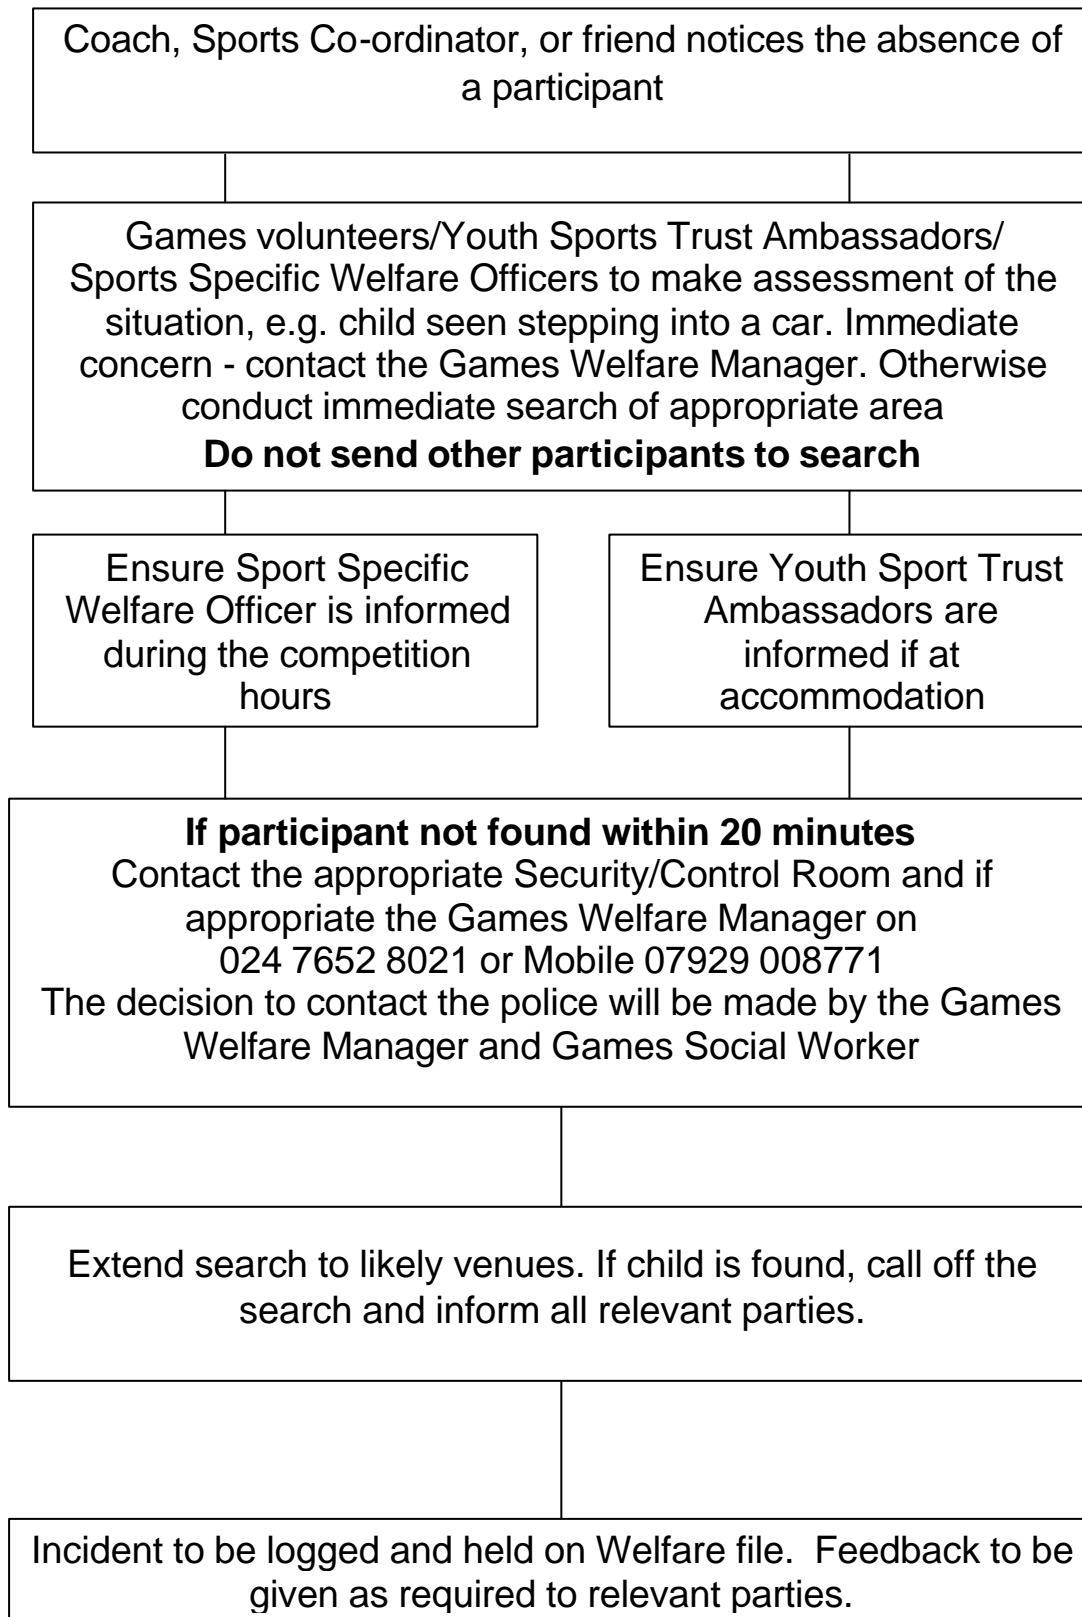 Coach, Sports Co-ordinator, or friend notices the absence of
a participant
Games volunteers/Youth Sports Trust Ambassadors/
Sports Specific Welfare Officers to make assessment of the
situation, e.g. child seen stepping into a car. Immediate
concern - contact the Games Welfare Manager. Otherwise
conduct immediate search of appropriate area
Do not send other participants to search
Ensure Sport Specific
Welfare Officer is informed
during the competition
hours
Ensure Youth Sport Trust
Ambassadors are
informed if at
accommodation
If participant not found within 20 minutes
Contact the appropriate Security/Control Room and if
appropriate the Games Welfare Manager on
024 7652 8021 or Mobile 07929 008771
The decision to contact the police will be made by the Games
Welfare Manager and Games Social Worker
Extend search to likely venues. If child is found, call off the
search and inform all relevant parties.
Incident to be logged and held on Welfare file.  Feedback to be
given as required to relevant parties.